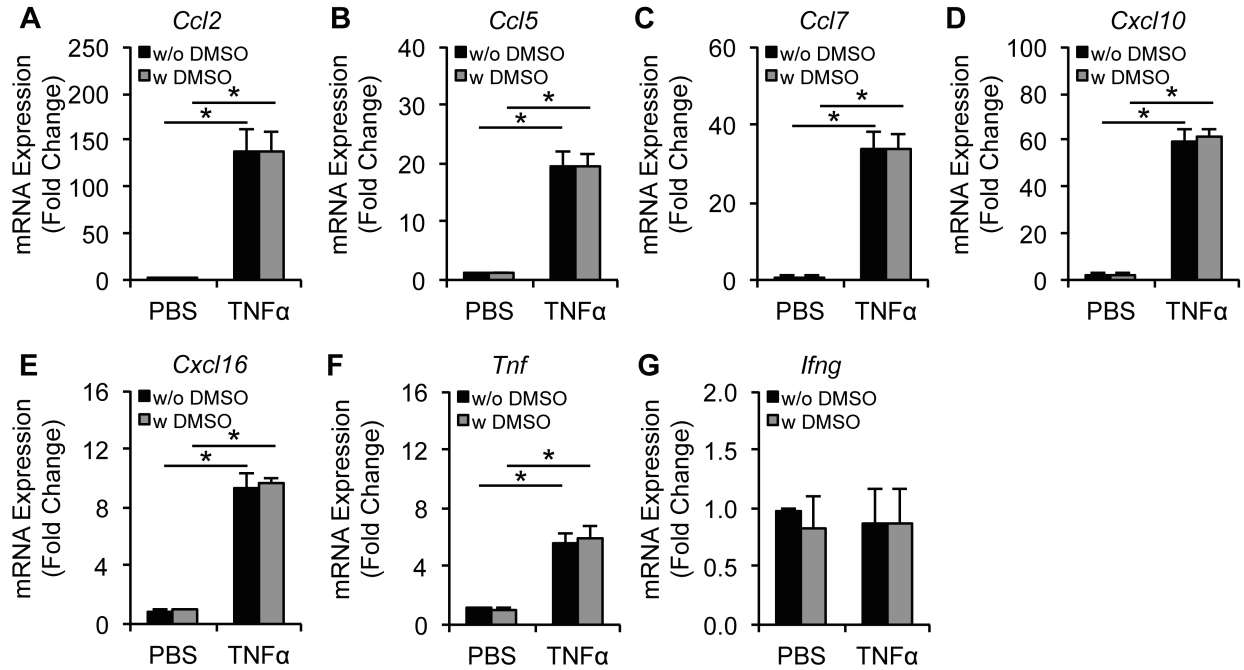 A
Ccl2
mRNA Expression
(Fold Change)
250
200
150
100
50
0
w/o DMSO
w DMSO
*
*
PBS
TNFα
B
Ccl5
mRNA Expression
(Fold Change)
40
30
20
10
0
w/o DMSO
w DMSO
*
*
PBS
TNFα
C
Ccl7
mRNA Expression
(Fold Change)
60
40
20
0
w/o DMSO
w DMSO
*
*
PBS
TNFα
D
Cxcl10
mRNA Expression
(Fold Change)
100
80
60
40
20
0
w/o DMSO
w DMSO
*
*
PBS
TNFα
E
Cxcl16
mRNA Expression
(Fold Change)
16
12
8
4
0
w/o DMSO
w DMSO
*
*
PBS
TNFα
F
Tnf
mRNA Expression
(Fold Change)
16
12
8
4
0
w/o DMSO
w DMSO
*
*
PBS
TNFα
G
Ifng
mRNA Expression
(Fold Change)
2.0
1.5
1.0
0.5
0.0
w/o DMSO
w DMSO
PBS
TNFα